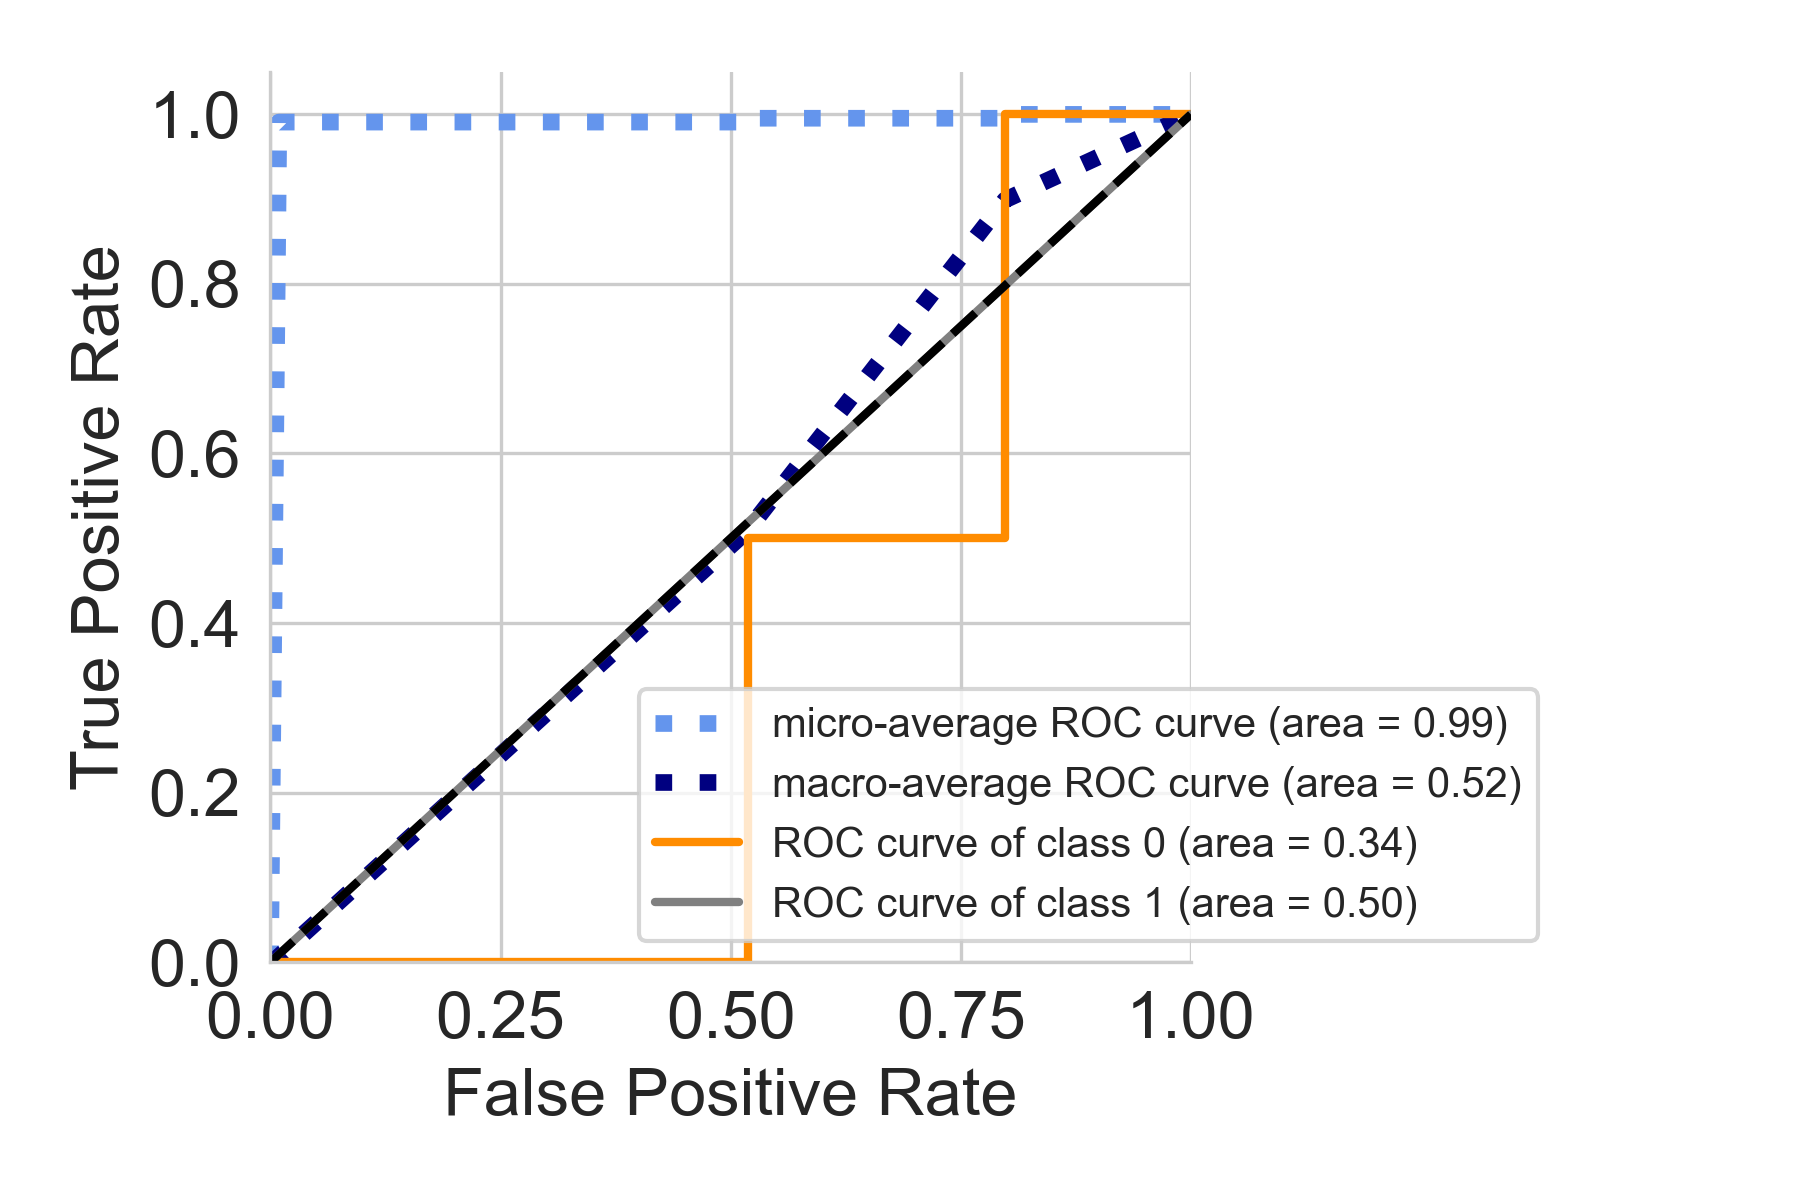 1.0
0.8
0.6
0.4
0.2
0.0
True Positive Rate
0.00 0.25 0.50 0.75 1.00
False Positive Rate
micro-average ROC curve (area = 0.99)
macro-average ROC curve (area = 0.52)
ROC curve of class 0 (area = 0.34)
ROC curve of class 1 (area = 0.50)